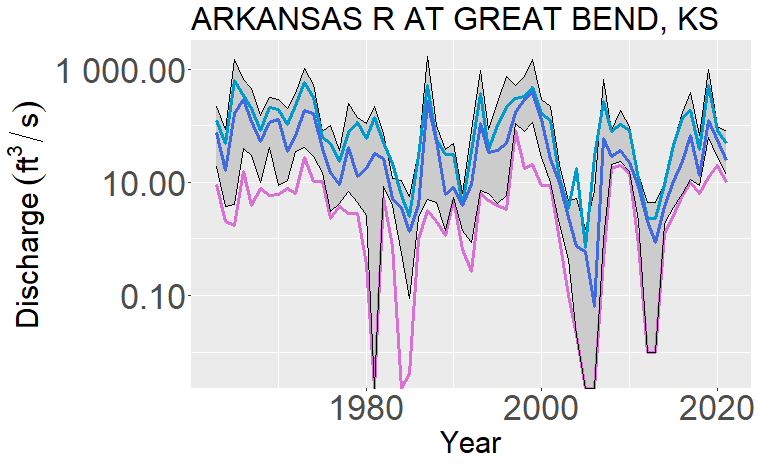 ARKANSAS R AT GREAT BEND, KS
1 000.00
10.00
0.10
Discharge (ft³/s)
1980 2000 2020
Year